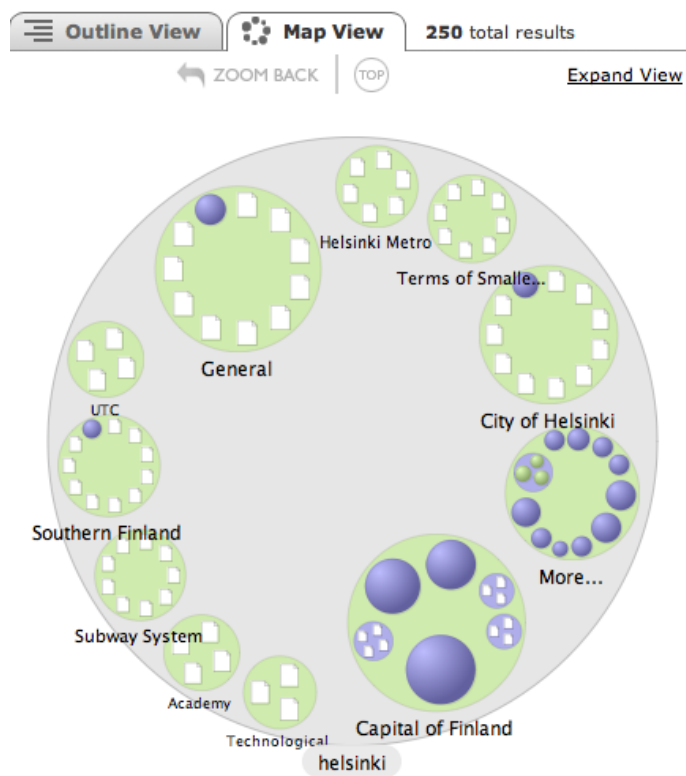 Outline View Map View 250 total results
ZOOM BACK TOP Expand View
Helsinki Metro
Terms of Smalle...
General
UTC
City of Helsinki
Southern Finland
More...
Subway System
Academy
Capital of Finland
Technological
helsinki